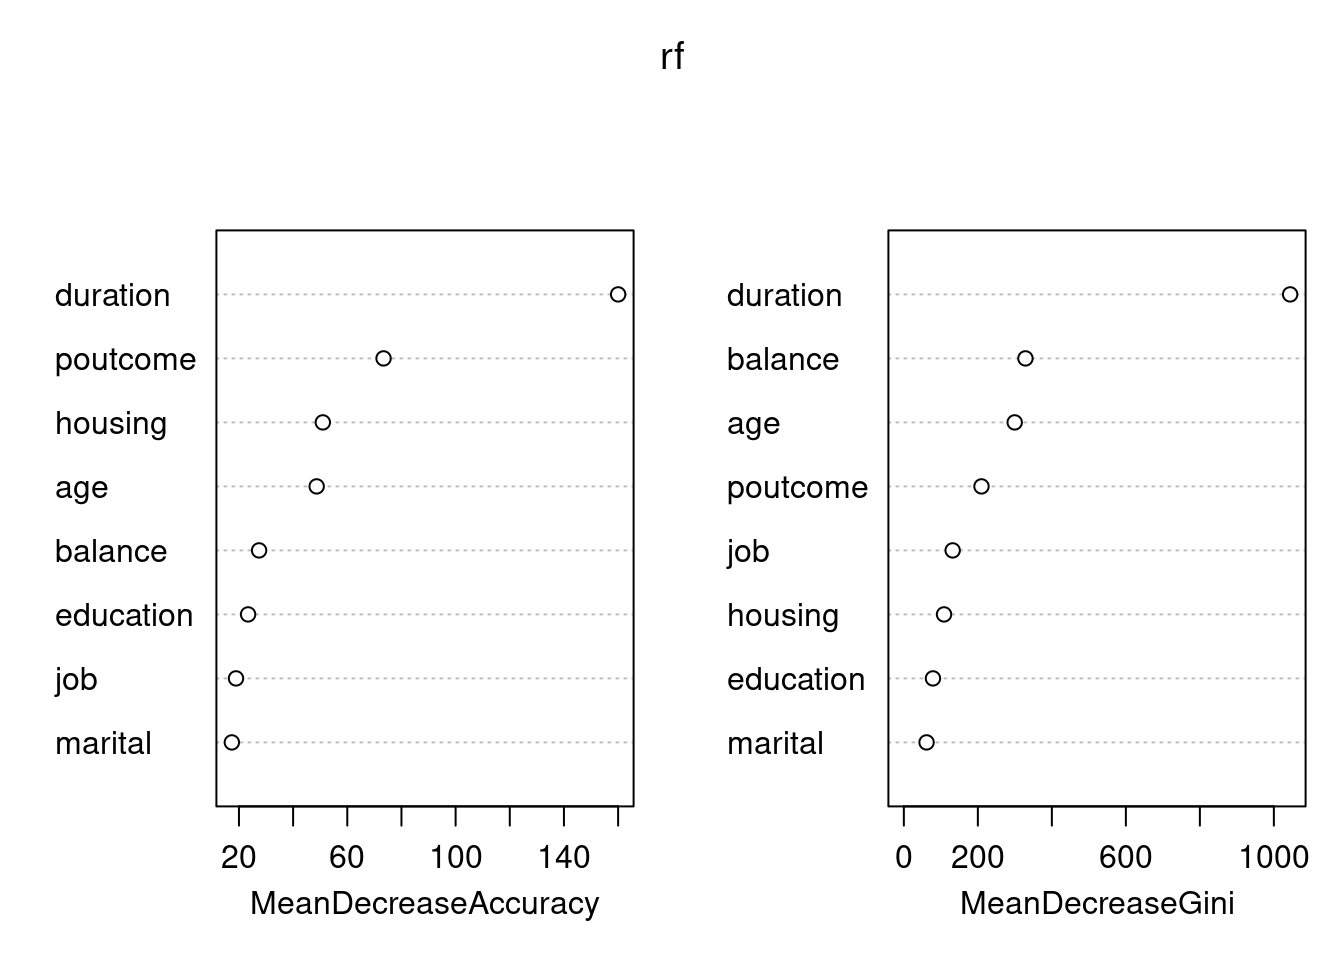 rf
duration
poutcome
housing
age
balance
education
job
marital
20 60 100 140
MeanDecreaseAccuracy
duration
balance
age
poutcome
job
housing
education
marital
0 200 600 1000
MeanDecreaseGini